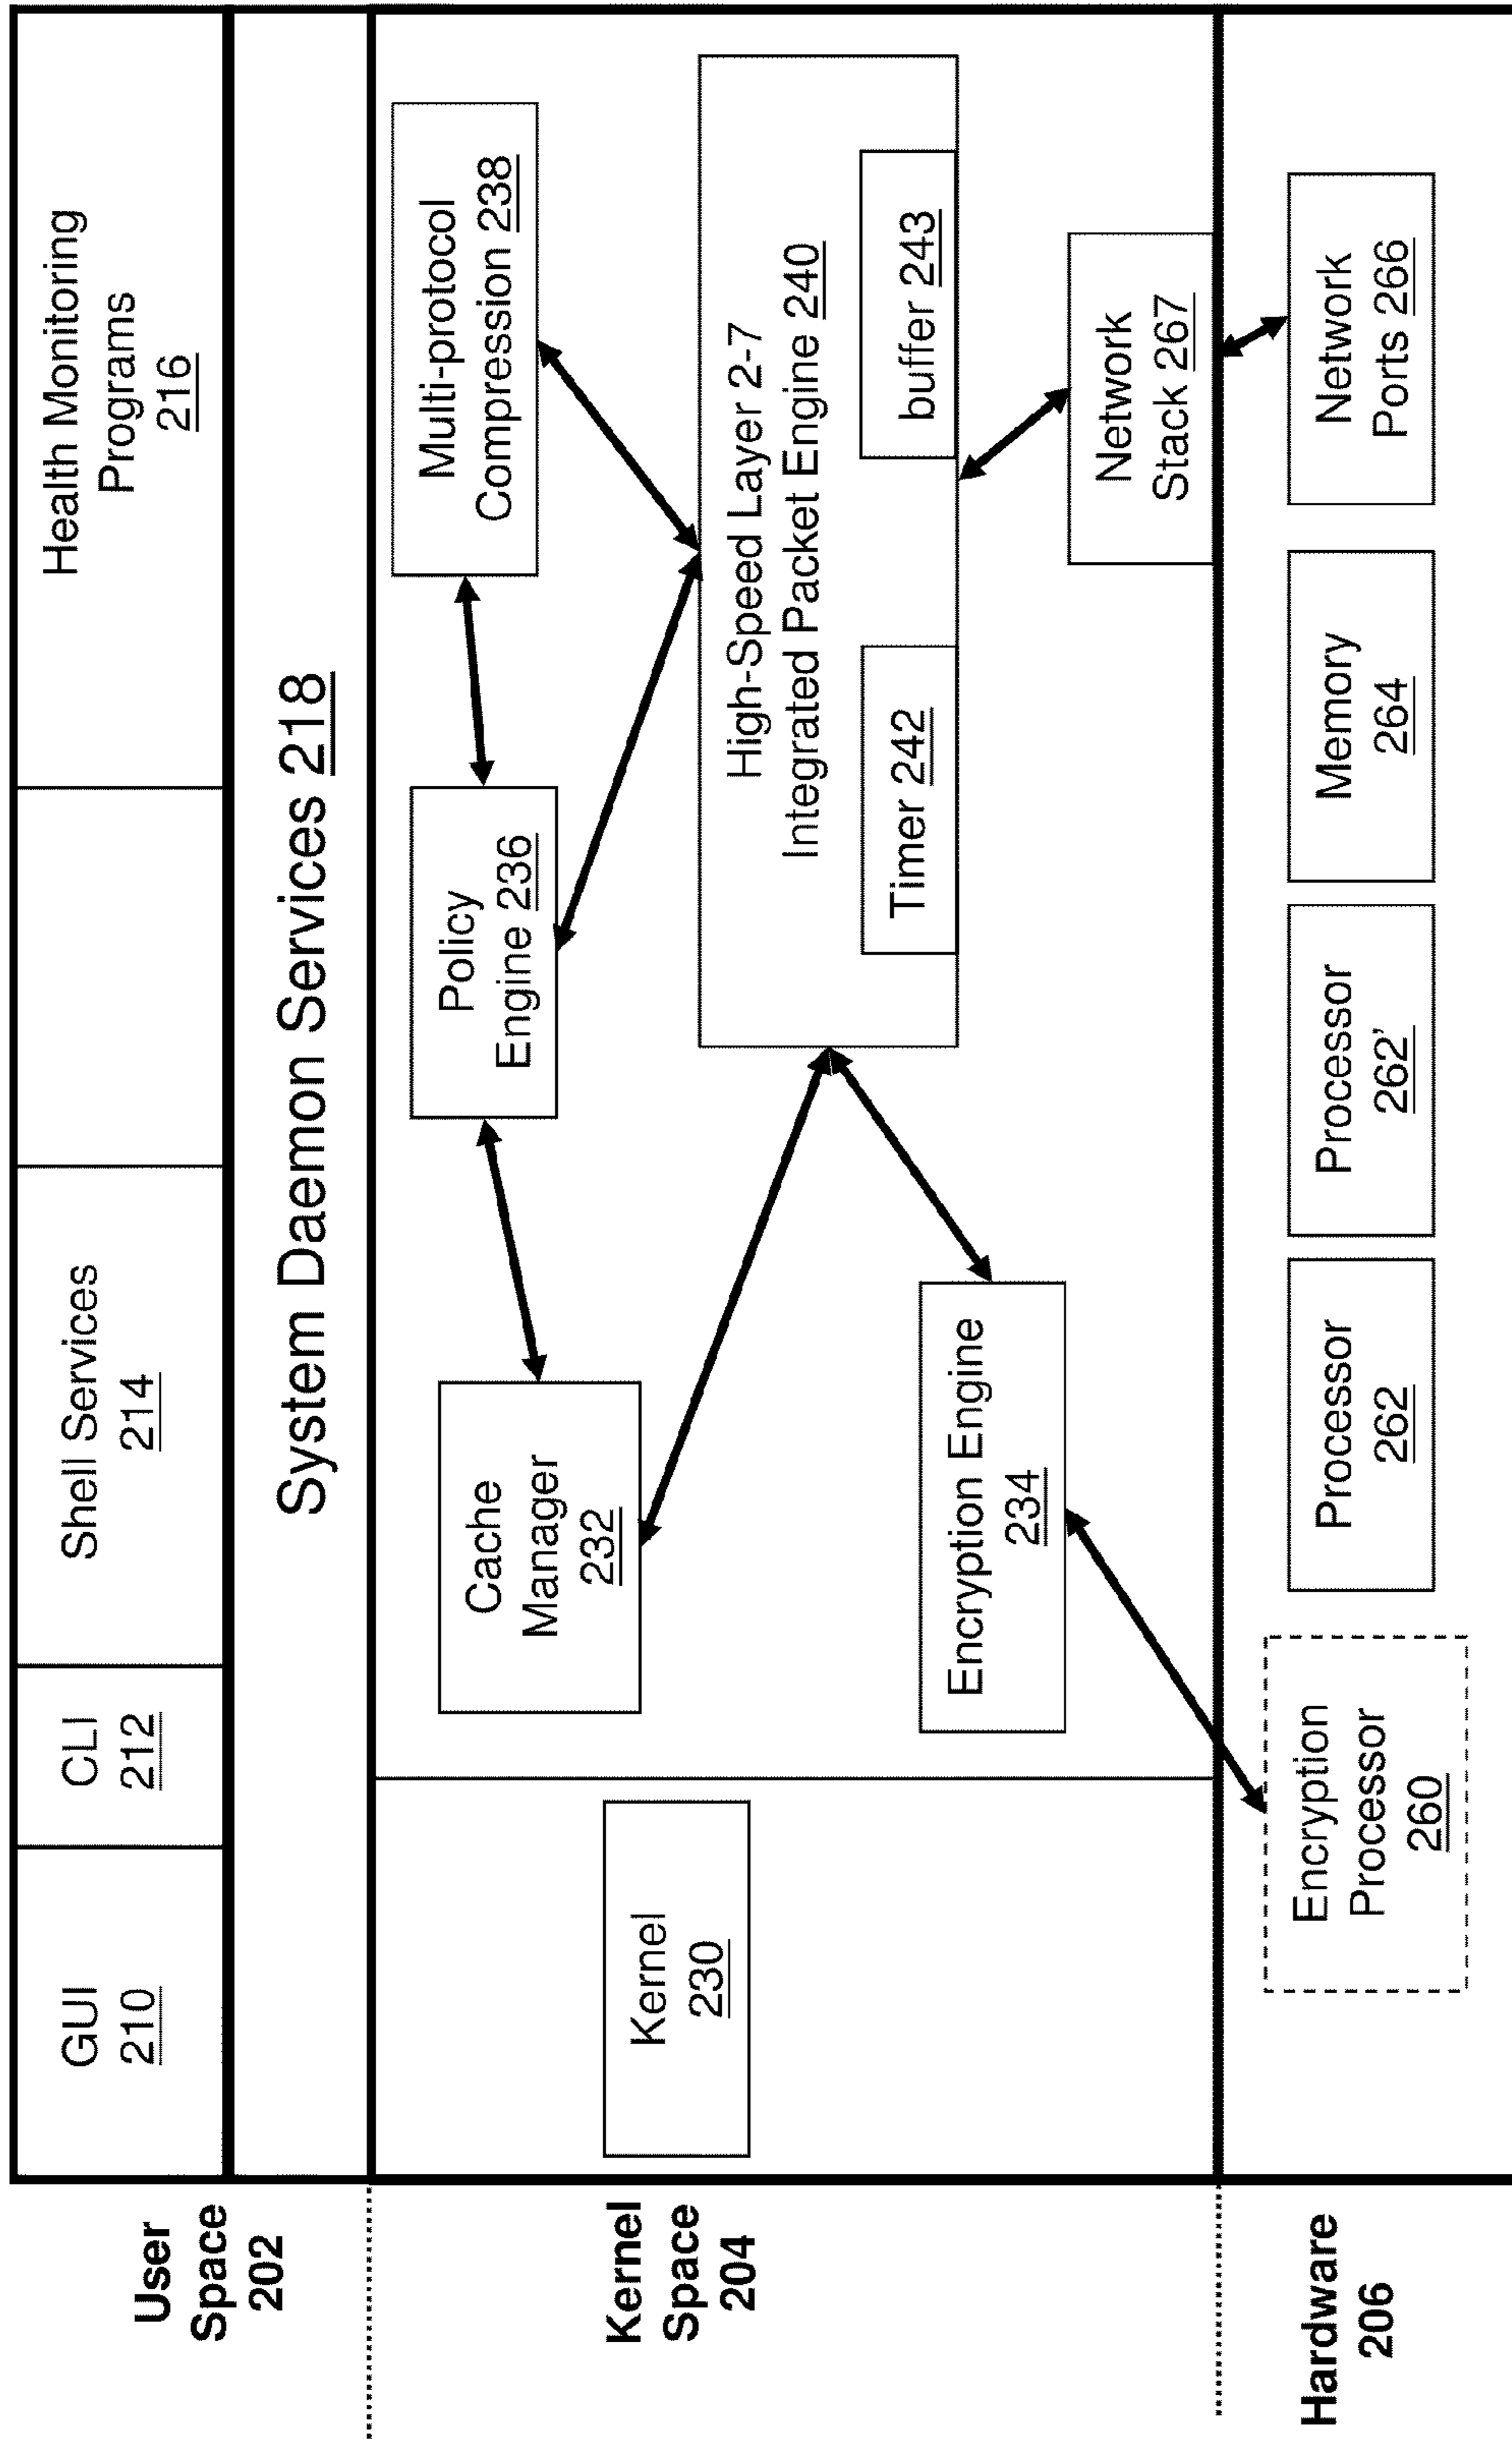 User
Space
202
GUI
210
CLI
212
Shell Services
214
Health Monitoring
Programs
216
System Daemon Services 218
Kernel
Space
204
Kernel
230
Cache
Manager
232
Policy
Engine 236
Multi-protocol
Compression 238
High-Speed Layer 2-7
Integrated Packet Engine 240
Timer 242
buffer 243
Encryption Engine
234
Network
Stack 267
Hardware
206
Encryption
Processor
260
Processor
262
Processor
262'
Memory
264
Network
Ports 266